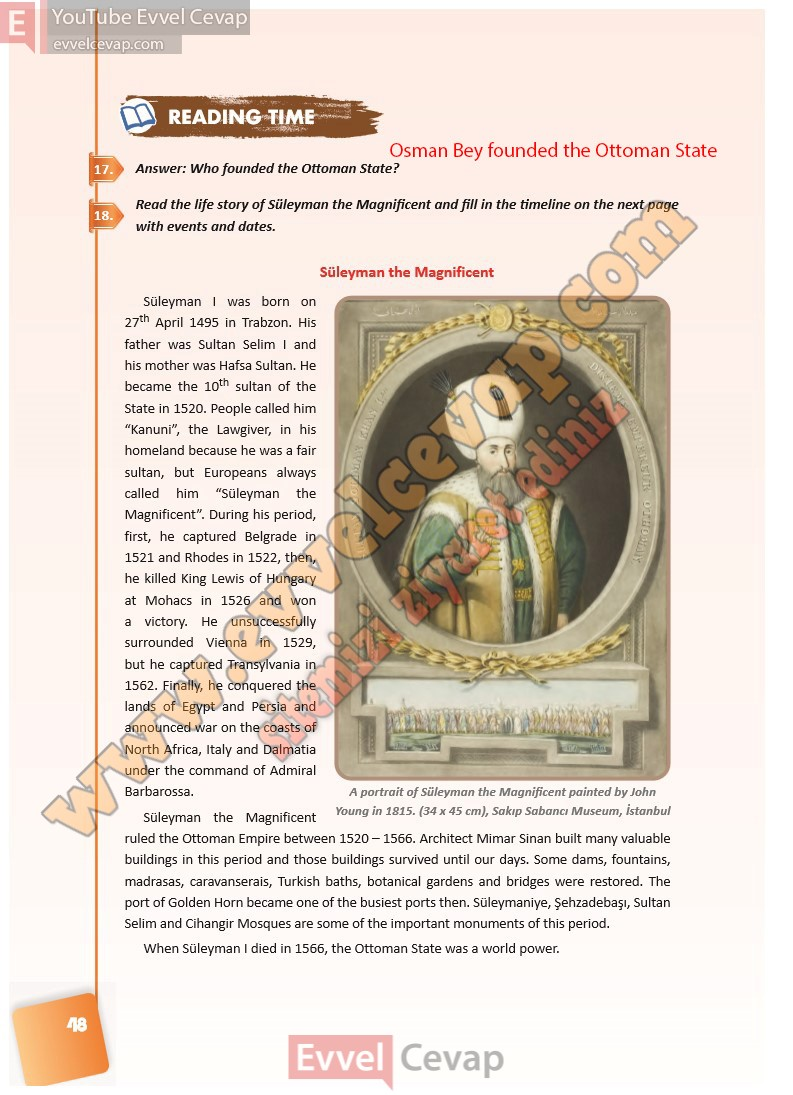 YouTube Evvel Cevap
evvelcevap.com
READING TIME
Osman Bey founded the Ottoman State
17. Answer: Who founded the Ottoman State?
18. Read the life story of Süleyman the Magnificent and fill in the timeline on the next page
with events and dates.
Süleyman the Magnificent
Süleyman I was born on
27th April 1495 in Trabzon. His
father was Sultan Selim I and
his mother was Hafsa Sultan. He
became the 10th sultan of the
State in 1520. People called him
“Kanuni”, the Lawgiver, in his
homeland because he was a fair
sultan, but Europeans always
called him “Süleyman the
Magnificent”. During his period,
first, he captured Belgrade in
1521 and Rhodes in 1522, then,
he killed King Lewis of Hungary
at Mohacs in 1526 and won
a victory. He unsuccessfully
surrounded Vienna in 1529,
but he captured Transylvania in
1562. Finally, he conquered the
lands of Egypt and Persia and
announced war on the coasts of
North Africa, Italy and Dalmatia
under the command of Admiral
Barbarossa.
A portrait of Süleyman the Magnificent painted by John
Young in 1815. (34 x 45 cm), Sakıp Sabancı Museum, İstanbul
Süleyman the Magnificent
ruled the Ottoman Empire between 1520 – 1566. Architect Mimar Sinan built many valuable
buildings in this period and those buildings survived until our days. Some dams, fountains,
madrasas, caravanserais, Turkish baths, botanical gardens and bridges were restored. The
port of Golden Horn became one of the busiest ports then. Süleymaniye, Şehzadebaşı, Sultan
Selim and Cihangir Mosques are some of the important monuments of this period.
When Süleyman I died in 1566, the Ottoman State was a world power.
48
Evvel Cevap
www.evvelcevap.com
sitemizi ziyaret ediniz